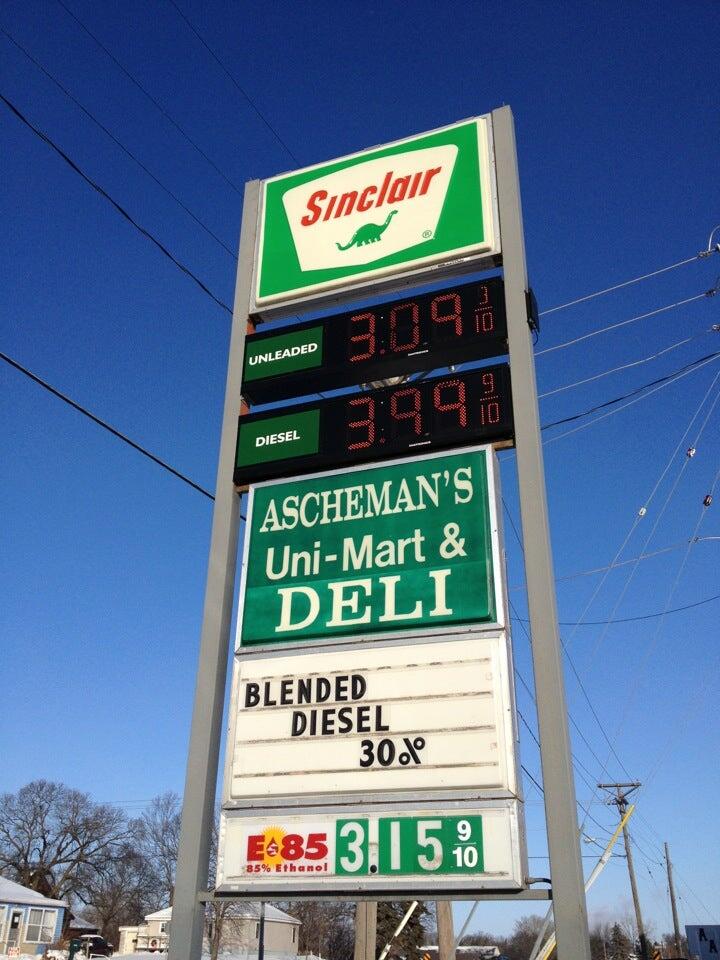 Sinclair
®
UNLEADED 3.09 9/10
DIESEL 3.99 9/10
ASCHEMAN'S
Uni-Mart &
DELI
BLENDED
DIESEL
30%
E85 3 15 9/10
85% Ethanol